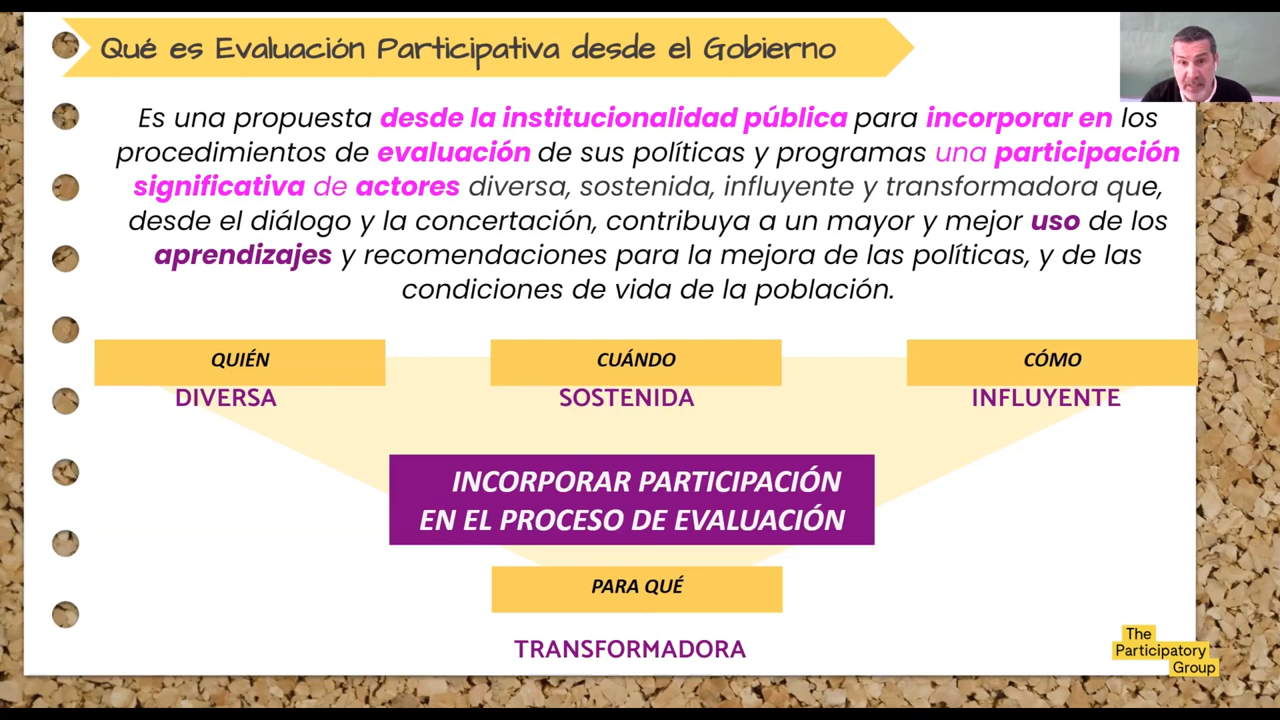 Qué es Evaluación Participativa desde el Gobierno
Es una propuesta desde la institucionalidad pública para incorporar en los
procedimientos de evaluación de sus políticas y programas una participación
significativa de actores diversa, sostenida, influyente y transformadora que,
desde el diálogo y la concertación, contribuya a un mayor y mejor uso de los
aprendizajes y recomendaciones para la mejora de las políticas, y de las
condiciones de vida de la población.
QUIÉN
DIVERSA
CUÁNDO
SOSTENIDA
CÓMO
INFLUYENTE
INCORPORAR PARTICIPACIÓN
EN EL PROCESO DE EVALUACIÓN
PARA QUÉ
TRANSFORMADORA
The
Participatory
Group